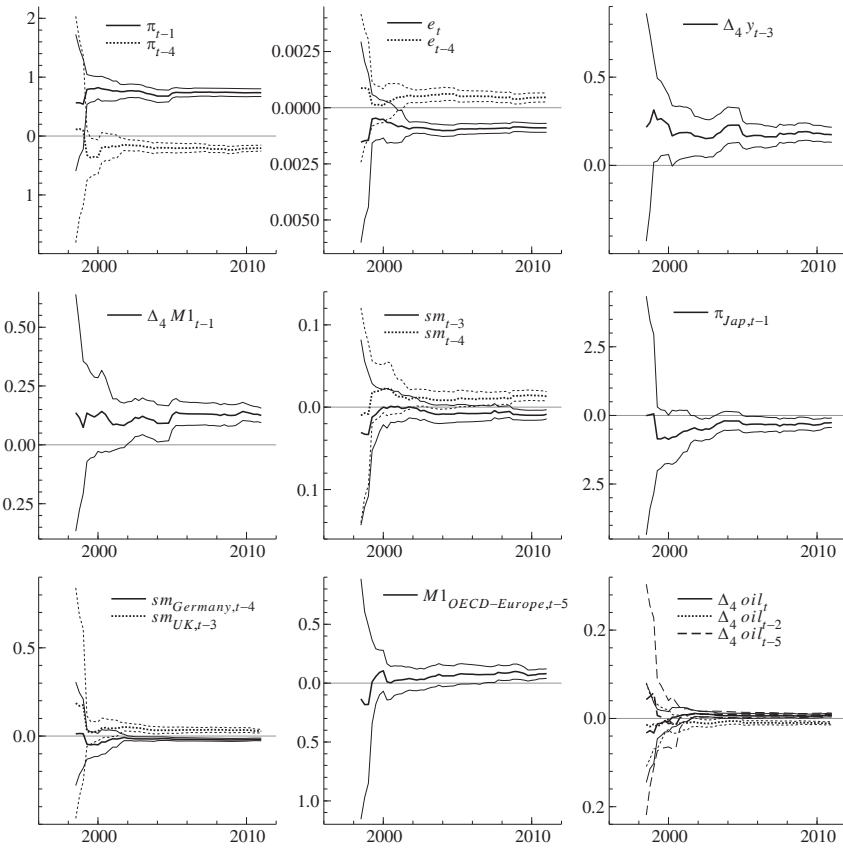 2
π_{t−1}
π_{t−4}
1
0
1
2000 2010
0.0025
e_t
e_{t−4}
0.0000
0.0025
0.0050
2000 2010
Δ_4 y_{t−3}
0.5
0.0
2000 2010
0.50
Δ_4 M1_{t−1}
0.25
0.00
0.25
2000 2010
0.1
sm_{t−3}
sm_{t−4}
0.0
0.1
2000 2010
π_{Jap,t−1}
2.5
0.0
2.5
2000 2010
sm_{Germany,t−4}
sm_{UK,t−3}
0.5
0.0
2000 2010
M1_{OECD−Europe,t−5}
0.5
0.0
0.5
1.0
2000 2010
Δ_4 oil_t
Δ_4 oil_{t−2}
Δ_4 oil_{t−5}
0.2
0.0
0.2
2000 2010